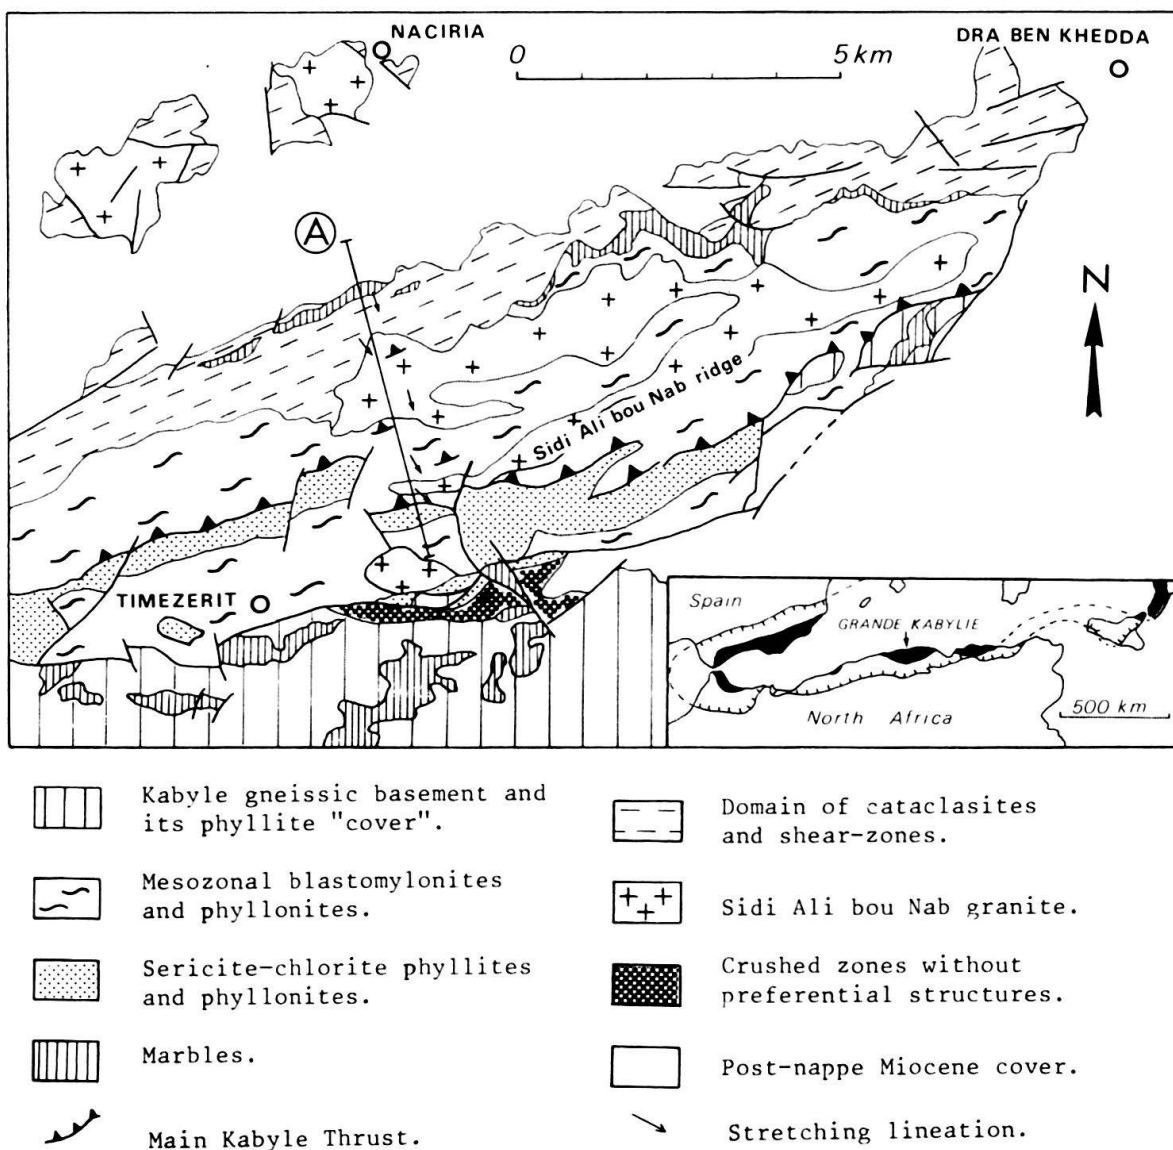 NACIRIA
0 5 km
DRA BEN KHEDDA
A
N
Sidi Ali bou Nab ridge
TIMEZERIT
Spain
GRANDE KABYLIE
North Africa
500 km
Kabyle gneissic basement and
its phyllite "cover".
Mesozonal blastomylonites
and phyllonites.
Sericite-chlorite phyllites
and phyllonites.
Marbles.
Main Kabyle Thrust.
Domain of cataclasites
and shear-zones.
Sidi Ali bou Nab granite.
Crushed zones without
preferential structures.
Post-nappe Miocene cover.
Stretching lineation.